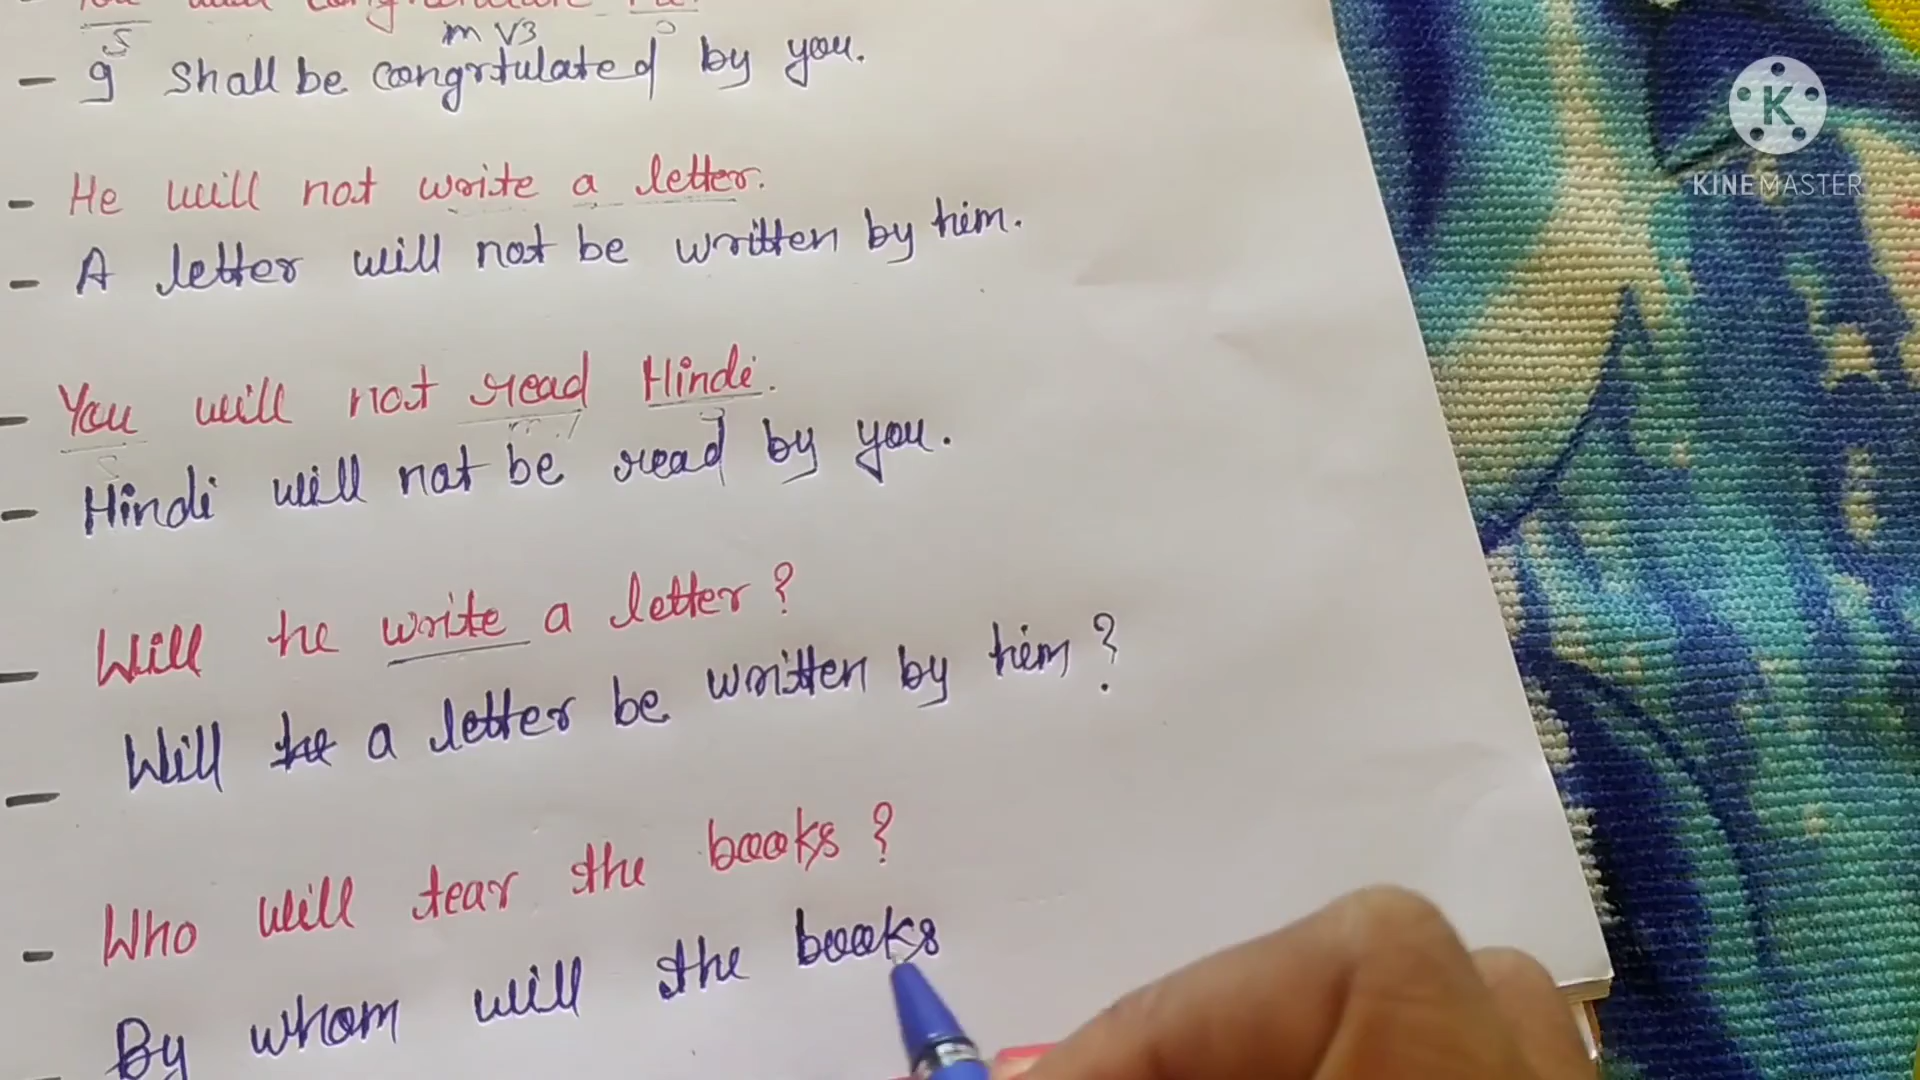 m V3
- I shall be congrtulated by you.
- He will not write a letter.
- A letter will not be written by him.
- You will not read Hindi.
- Hindi will not be read by you.
- Will he write a letter?
- Will he a letter be written by him?
- Who will tear the books?
- By whom will the books
KINEMASTER